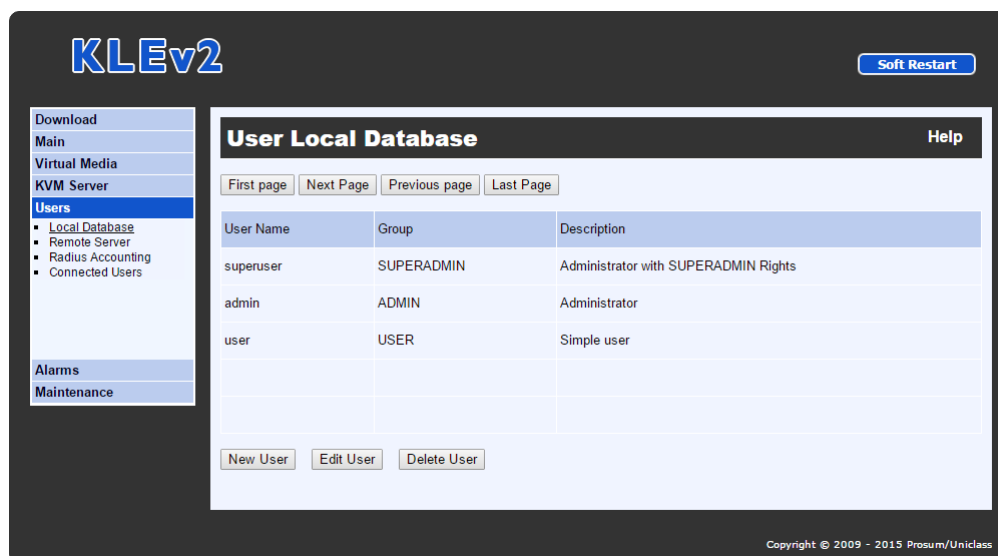 KLEv2
Soft Restart
Download
Main
Virtual Media
KVM Server
Users
Local Database
Remote Server
Radius Accounting
Connected Users
Alarms
Maintenance
User Local Database
Help
First page Next Page Previous page Last Page
User Name Group Description
superuser SUPERADMIN Administrator with SUPERADMIN Rights
admin ADMIN Administrator
user USER Simple user
New User Edit User Delete User
Copyright © 2009 - 2015 Prosum/Uniclass